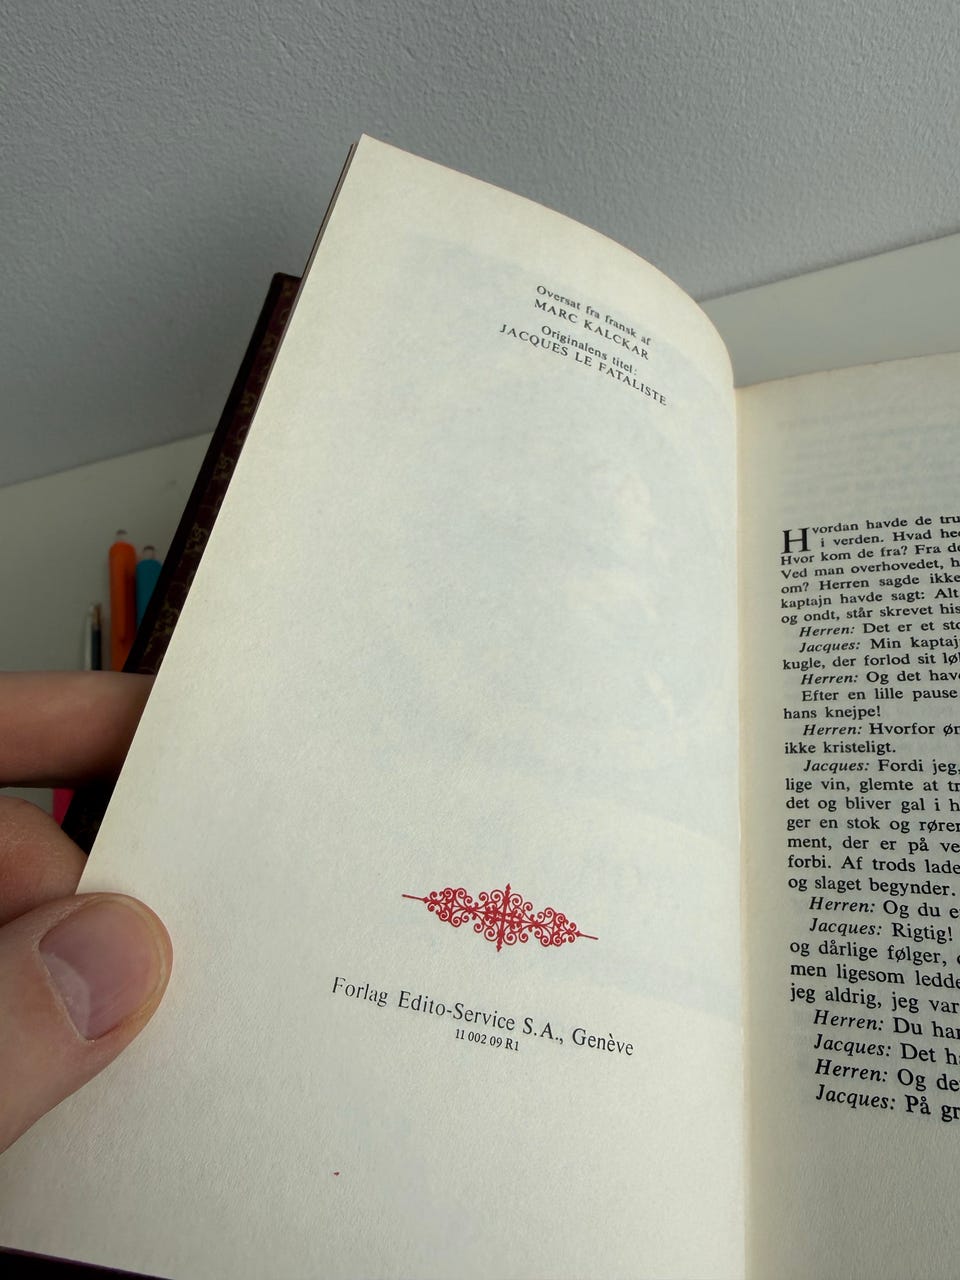 Oversat fra fransk af
MARC KALCKAR
Originalens titel:
JACQUES LE FATALISTE
Forlag Edito-Service S.A., Genève
11 002 09 R1
Hvordan havde de
i verden. Hvad
Hvor kom de fra? Fra
Ved man overhovedet,
om? Herren sagde ikke
kaptajn havde sagt: Alt
og ondt, står skrevet
Herren: Det er et
Jacques: Min
kugle, der forlod sit
Herren: Og det
Efter en lille pause
hans knejpe!
Herren: Hvorfor
ikke kristeligt.
Jacques: Fordi jeg,
lige vin, glemte at
det og bliver gal i
ger en stok og
ment, der er på
forbi. Af trods
og slaget begynder.
Herren: Og du
Jacques: Rigtig!
og dårlige følger,
men ligesom
jeg aldrig, jeg var
Herren: Du
Jacques: Det
Herren: Og
Jacques: På